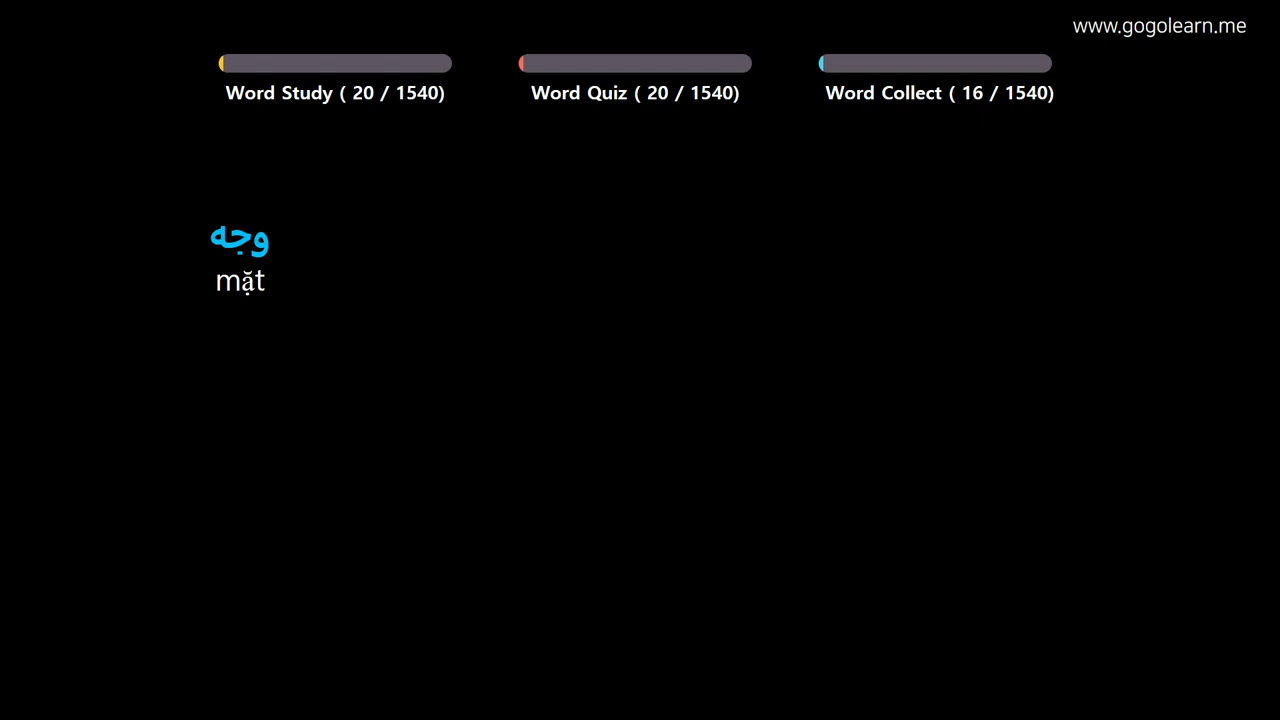 www.gogolearn.me
Word Study ( 20 / 1540)
Word Quiz ( 20 / 1540)
Word Collect ( 16 / 1540)
وجه
mặt